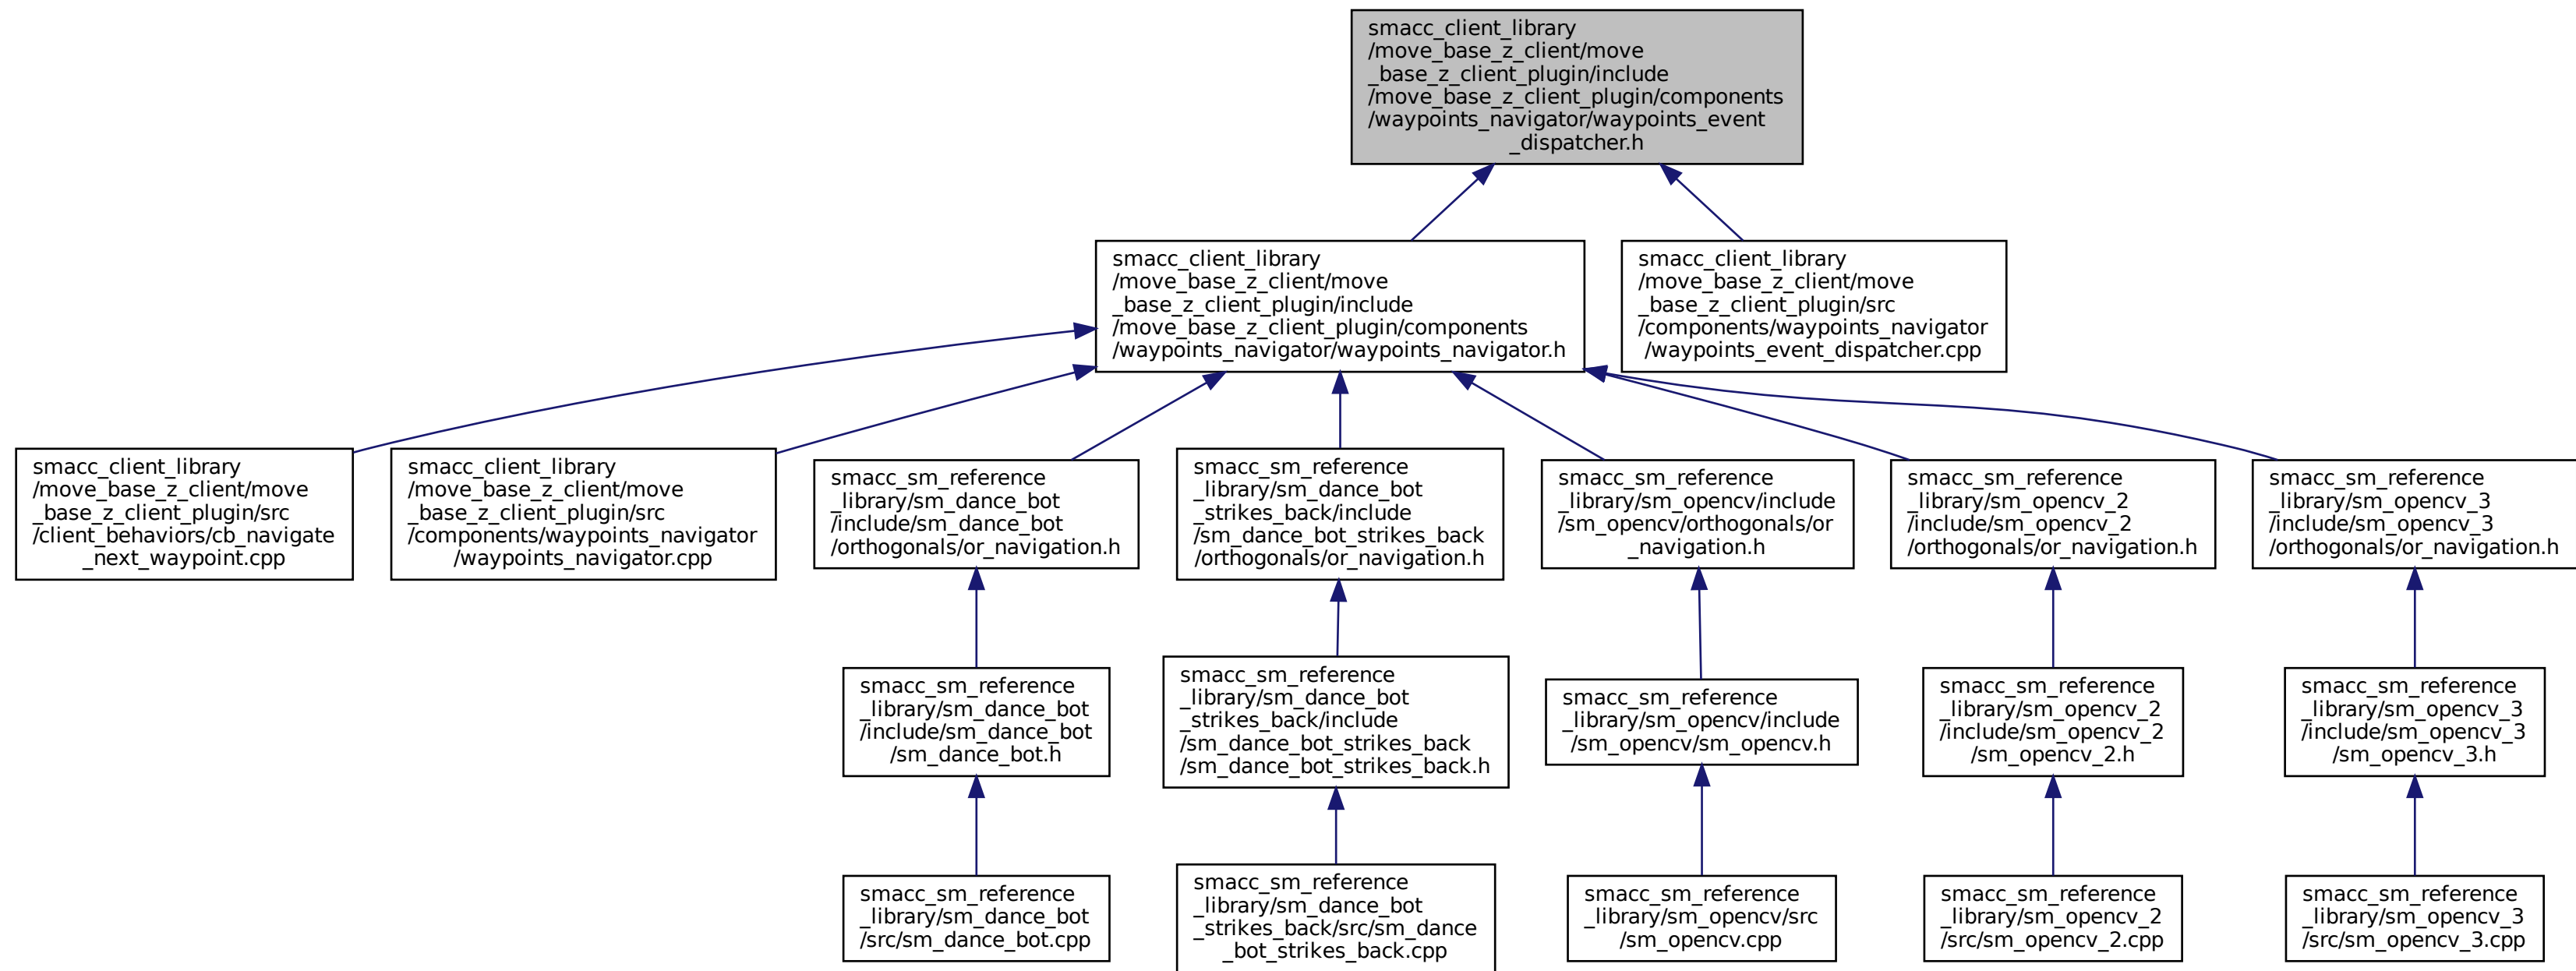 smacc_client_library
/move_base_z_client/move
_base_z_client_plugin/include
/move_base_z_client_plugin/components
/waypoints_navigator/waypoints_event
_dispatcher.h
smacc_client_library
/move_base_z_client/move
_base_z_client_plugin/include
/move_base_z_client_plugin/components
/waypoints_navigator/waypoints_navigator.h
smacc_client_library
/move_base_z_client/move
_base_z_client_plugin/src
/components/waypoints_navigator
/waypoints_event_dispatcher.cpp
smacc_client_library
/move_base_z_client/move
_base_z_client_plugin/src
/client_behaviors/cb_navigate
_next_waypoint.cpp
smacc_client_library
/move_base_z_client/move
_base_z_client_plugin/src
/components/waypoints_navigator
/waypoints_navigator.cpp
smacc_sm_reference
_library/sm_dance_bot
/include/sm_dance_bot
/orthogonals/or_navigation.h
smacc_sm_reference
_library/sm_dance_bot
_strikes_back/include
/sm_dance_bot_strikes_back
/orthogonals/or_navigation.h
smacc_sm_reference
_library/sm_opencv/include
/sm_opencv/orthogonals/or
_navigation.h
smacc_sm_reference
_library/sm_opencv_2
/include/sm_opencv_2
/orthogonals/or_navigation.h
smacc_sm_reference
_library/sm_opencv_3
/include/sm_opencv_3
/orthogonals/or_navigation.h
smacc_sm_reference
_library/sm_dance_bot
/include/sm_dance_bot
/sm_dance_bot.h
smacc_sm_reference
_library/sm_dance_bot
_strikes_back/include
/sm_dance_bot_strikes_back
/sm_dance_bot_strikes_back.h
smacc_sm_reference
_library/sm_opencv/include
/sm_opencv/sm_opencv.h
smacc_sm_reference
_library/sm_opencv_2
/include/sm_opencv_2
/sm_opencv_2.h
smacc_sm_reference
_library/sm_opencv_3
/include/sm_opencv_3
/sm_opencv_3.h
smacc_sm_reference
_library/sm_dance_bot
/src/sm_dance_bot.cpp
smacc_sm_reference
_library/sm_dance_bot
_strikes_back/src/sm_dance
_bot_strikes_back.cpp
smacc_sm_reference
_library/sm_opencv/src
/sm_opencv.cpp
smacc_sm_reference
_library/sm_opencv_2
/src/sm_opencv_2.cpp
smacc_sm_reference
_library/sm_opencv_3
/src/sm_opencv_3.cpp